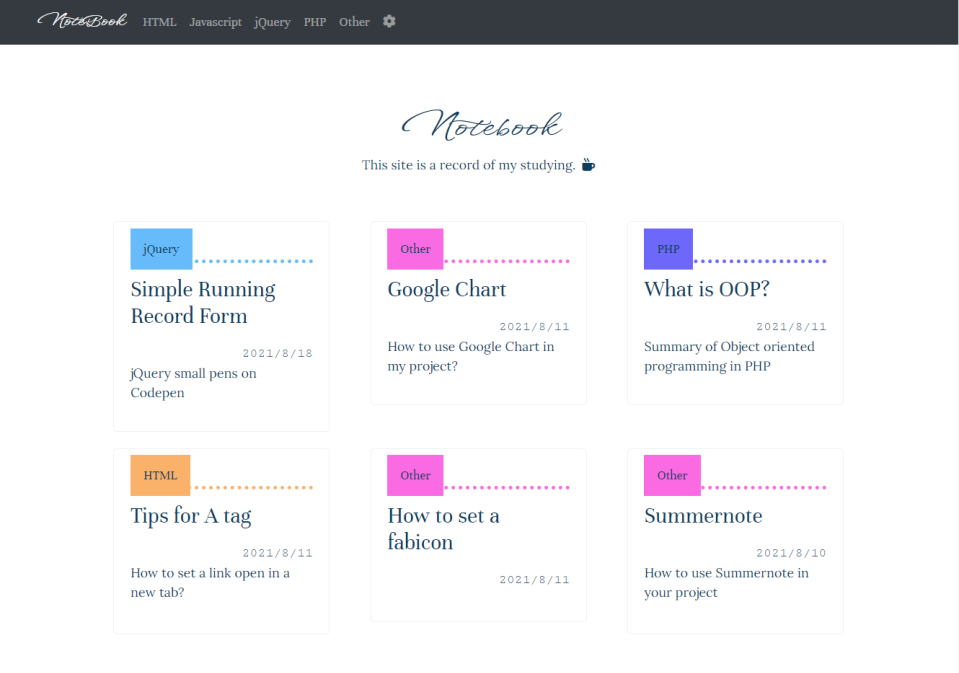 NoteBook HTML Javascript jQuery PHP Other
Notebook
This site is a record of my studying.
jQuery
Simple Running
Record Form
2021/8/18
jQuery small pens on
Codepen
Other
Google Chart
2021/8/11
How to use Google Chart in
my project?
PHP
What is OOP?
2021/8/11
Summary of Object oriented
programming in PHP
HTML
Tips for A tag
2021/8/11
How to set a link open in a
new tab?
Other
How to set a
fabicon
2021/8/11
Other
Summernote
2021/8/10
How to use Summernote in
your project